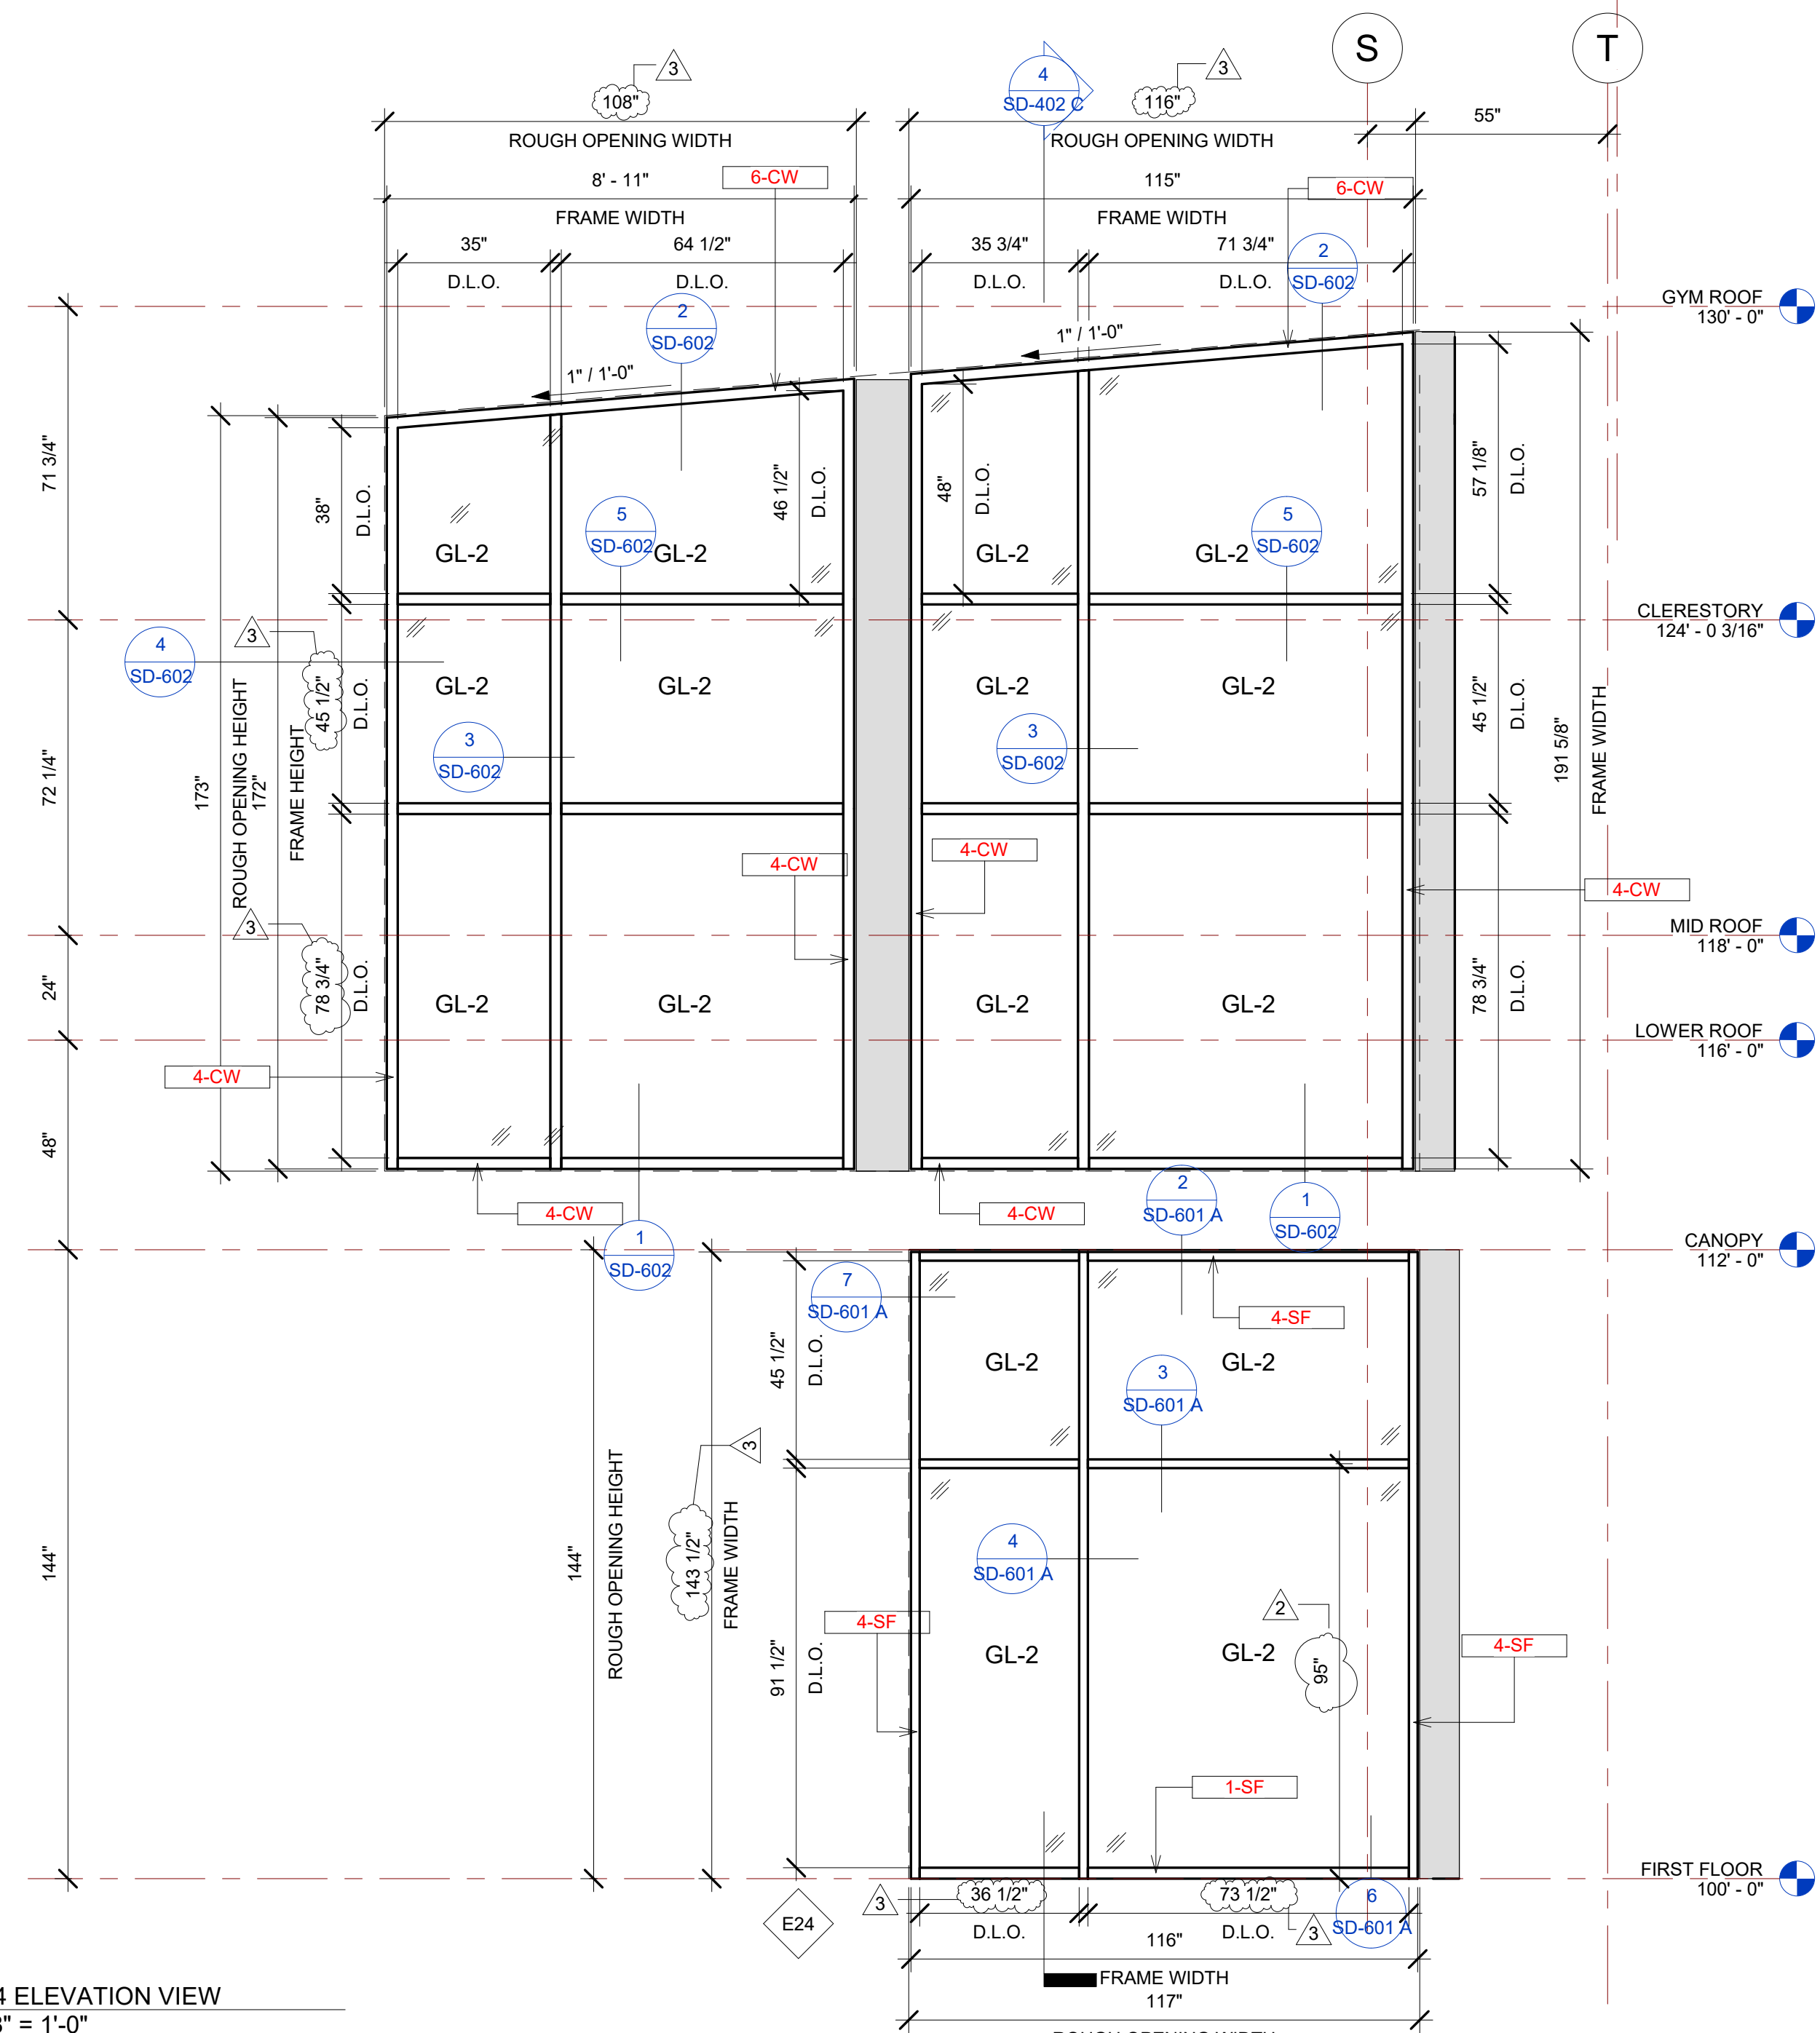 S
T
3
3
4
SD-402 C
108"
116"
55"
ROUGH OPENING WIDTH
ROUGH OPENING WIDTH
8' - 11"
6-CW
115"
6-CW
FRAME WIDTH
FRAME WIDTH
35"
64 1/2"
35 3/4"
71 3/4"
2
SD-602
D.L.O.
D.L.O.
D.L.O.
D.L.O.
GYM ROOF
130' - 0"
2
SD-602
1" / 1'-0"
1" / 1'-0"
71 3/4"
38"
D.L.O.
46 1/2"
D.L.O.
48"
D.L.O.
57 1/8"
D.L.O.
5
SD-602
5
SD-602
GL-2
GL-2
GL-2
GL-2
CLERESTORY
124' - 0 3/16"
3
4
SD-602
GL-2
GL-2
GL-2
GL-2
45 1/2"
D.L.O.
45 1/2"
D.L.O.
3
SD-602
3
SD-602
72 1/4"
173"
ROUGH OPENING HEIGHT
172"
FRAME HEIGHT
191 5/8"
FRAME WIDTH
4-CW
4-CW
4-CW
3
MID ROOF
118' - 0"
24"
78 3/4"
D.L.O.
78 3/4"
D.L.O.
GL-2
GL-2
GL-2
GL-2
LOWER ROOF
116' - 0"
4-CW
48"
4-CW
4-CW
2
SD-601 A
1
SD-602
1
SD-602
CANOPY
112' - 0"
7
SD-601 A
4-SF
45 1/2"
D.L.O.
GL-2
GL-2
3
SD-601 A
3
144"
144"
ROUGH OPENING HEIGHT
143 1/2"
FRAME WIDTH
4
SD-601 A
2
4-SF
4-SF
91 1/2"
D.L.O.
GL-2
GL-2
95"
1-SF
FIRST FLOOR
100' - 0"
3
36 1/2"
73 1/2"
6
SD-601 A
E24
D.L.O.
D.L.O.
3
116"
FRAME WIDTH
117"
4 ELEVATION VIEW
" = 1'-0"
ROUGH OPENING WIDTH